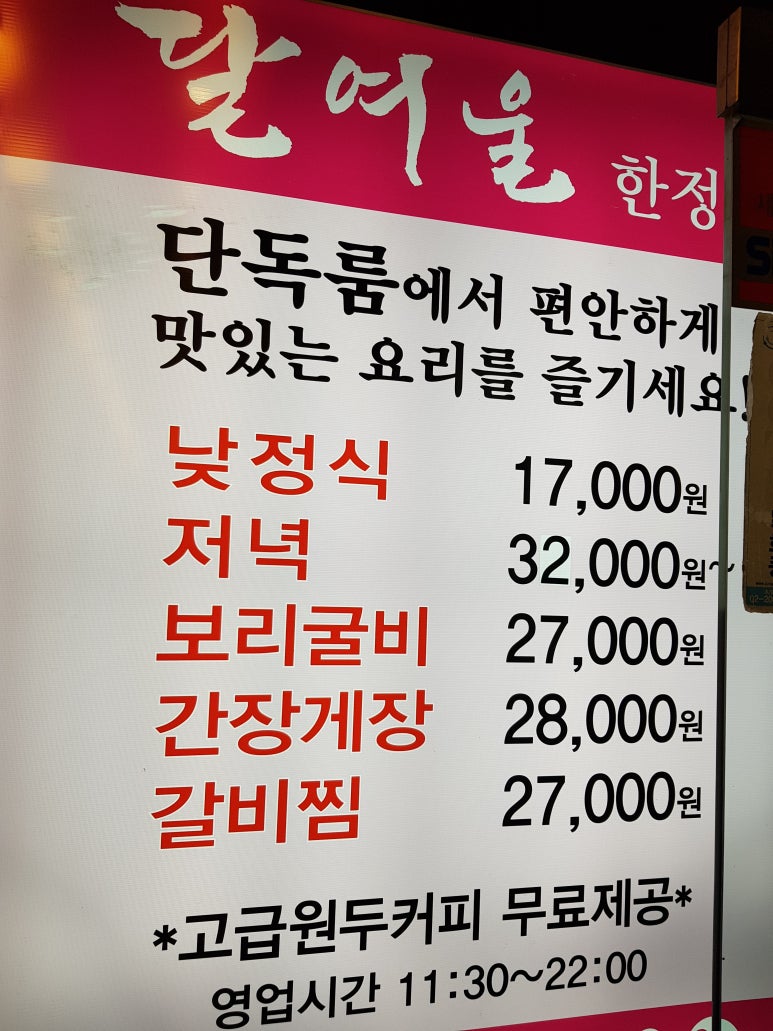 달여울 한정
단독룸에서 편안하게
맛있는 요리를 즐기세요!
낮정식 17,000원
저녁 32,000원~
보리굴비 27,000원
간장게장 28,000원
갈비찜 27,000원
*고급원두커피 무료제공*
영업시간 11:30~22:00